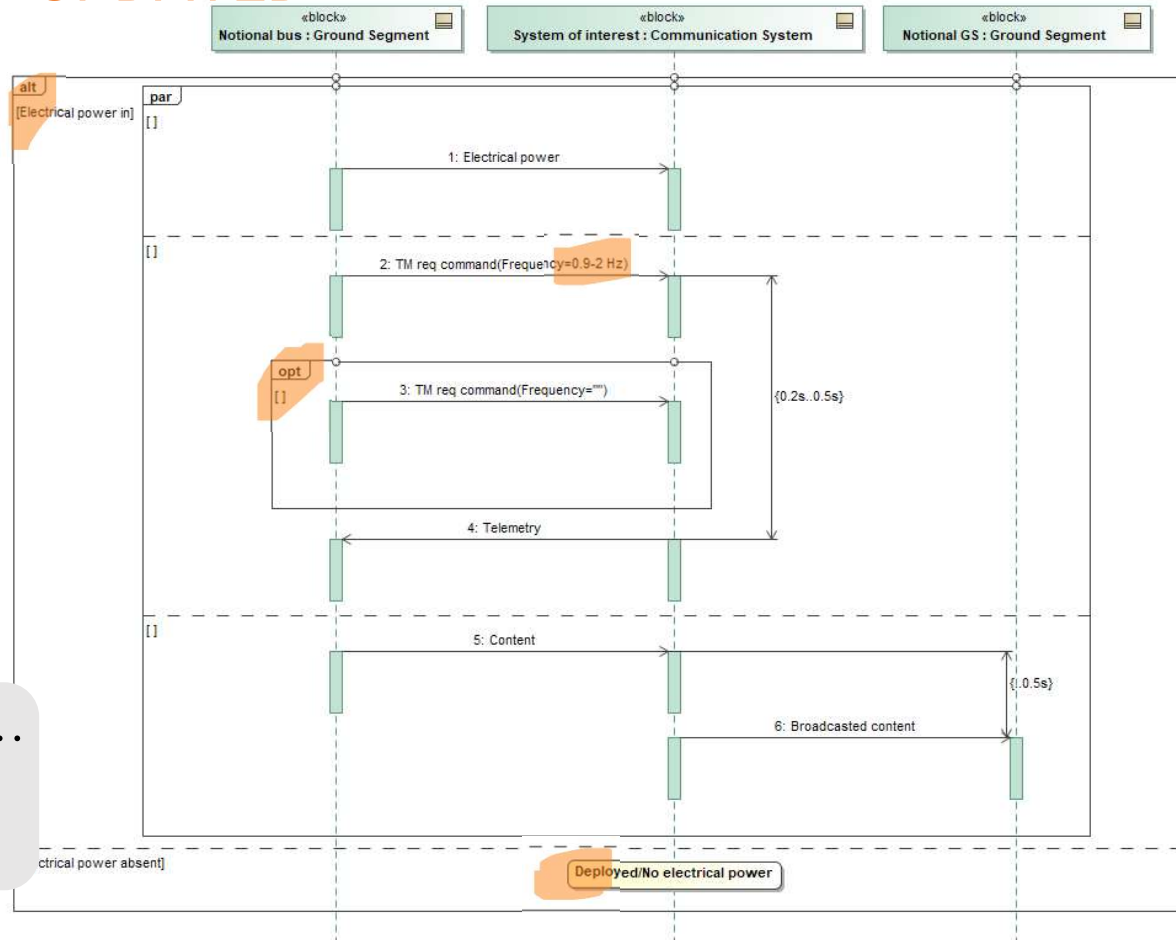 «block»
Notional bus : Ground Segment
«block»
System of interest : Communication System
«block»
Notional GS : Ground Segment
alt
[Electrical power in]
par
[ ]
1: Electrical power
[ ]
2: TM req command(Frequency=0.9-2 Hz)
opt
[ ]
3: TM req command(Frequency="")
{0.2s..0.5s}
4: Telemetry
[ ]
5: Content
{..0.5s}
6: Broadcasted content
..
ctrical power absent]
Deployed/No electrical power